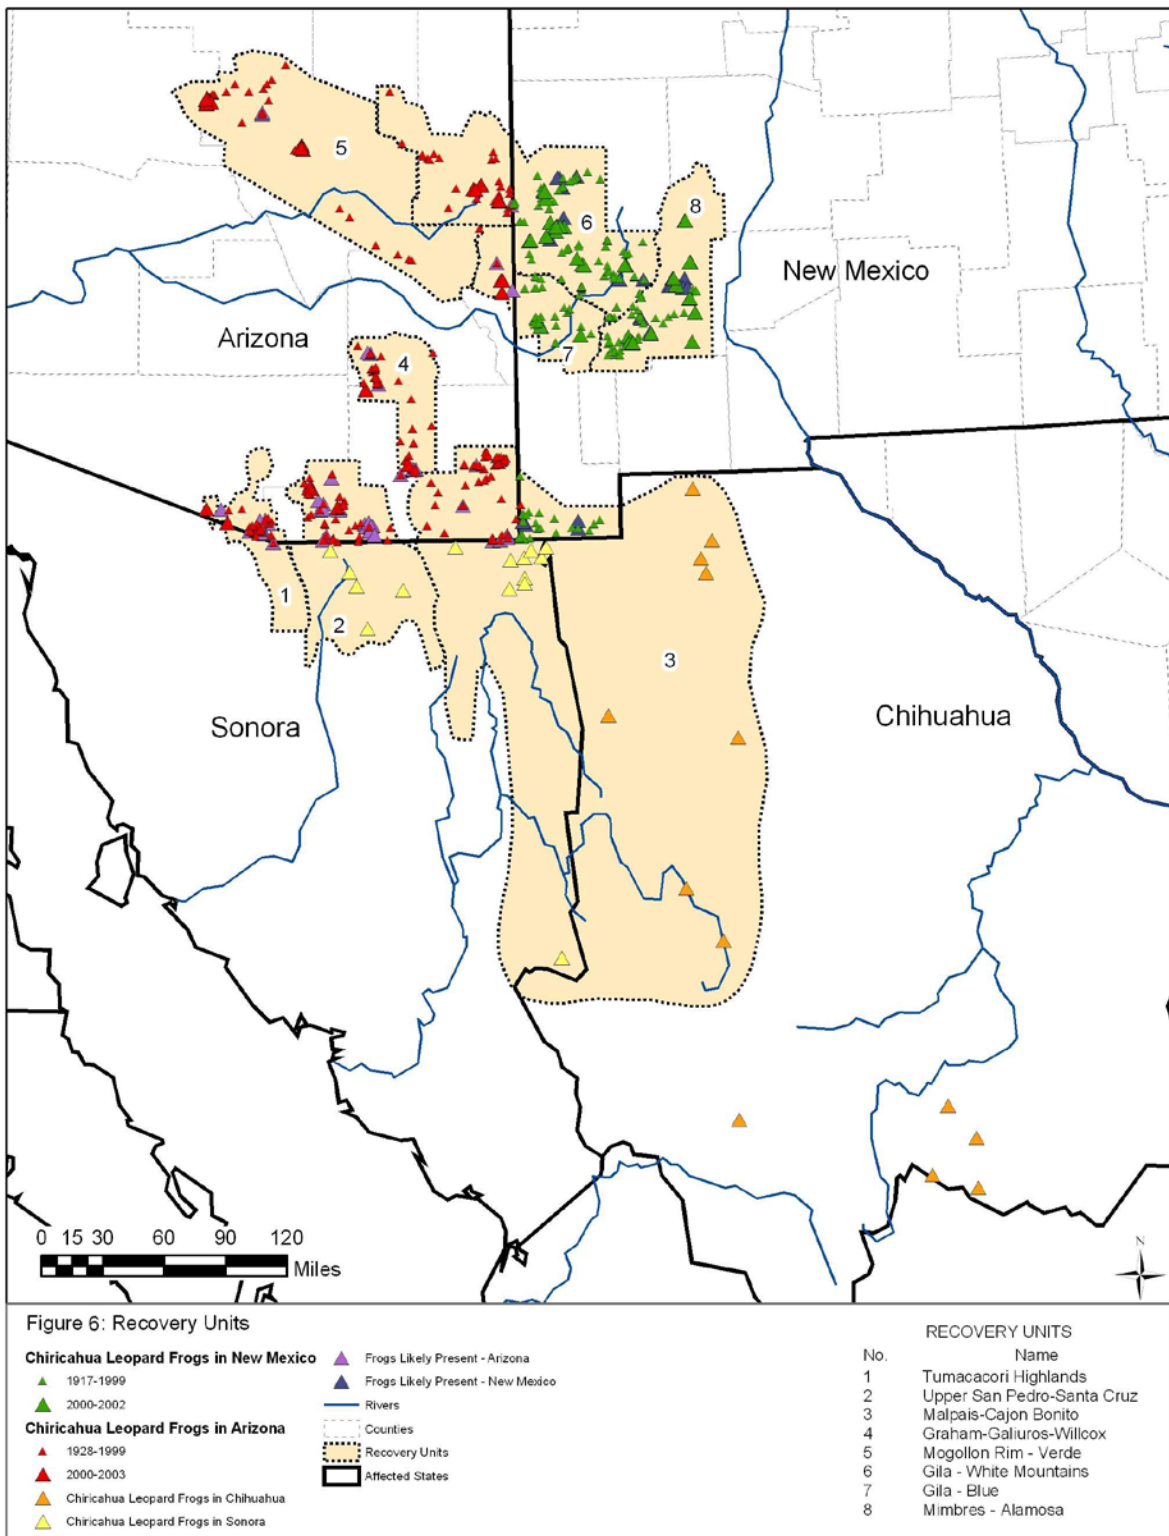 5
8
6
New Mexico
Arizona
7
4
1
2
3
Sonora
Chihuahua
N
0 15 30 60 90 120
Miles
Figure 6: Recovery Units
Chiricahua Leopard Frogs in New Mexico
1917-1999
2000-2002
Chiricahua Leopard Frogs in Arizona
1928-1999
2000-2003
Chiricahua Leopard Frogs in Chihuahua
Chiricahua Leopard Frogs in Sonora
Frogs Likely Present - Arizona
Frogs Likely Present - New Mexico
Rivers
Counties
Recovery Units
Affected States
RECOVERY UNITS
No. Name
1 Tumacacori Highlands
2 Upper San Pedro-Santa Cruz
3 Malpais-Cajon Bonito
4 Graham-Galiuros-Willcox
5 Mogollon Rim - Verde
6 Gila - White Mountains
7 Gila - Blue
8 Mimbres - Alamosa